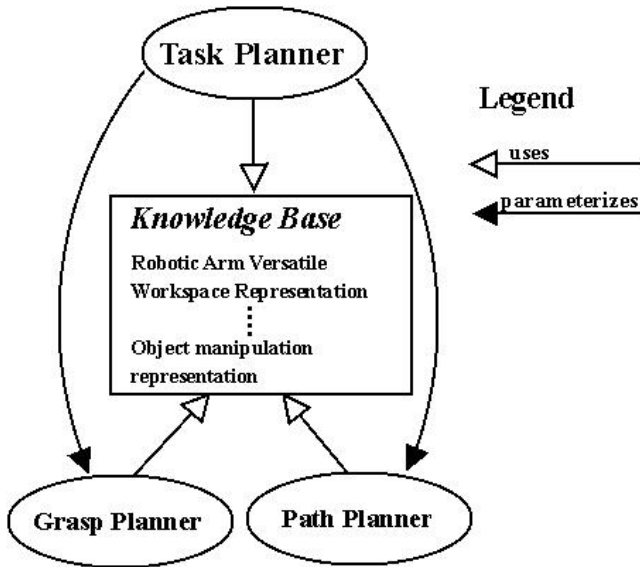 Task Planner
Legend
uses
parameterizes
Knowledge Base
Robotic Arm Versatile
Workspace Representation
Object manipulation
representation
Grasp Planner
Path Planner